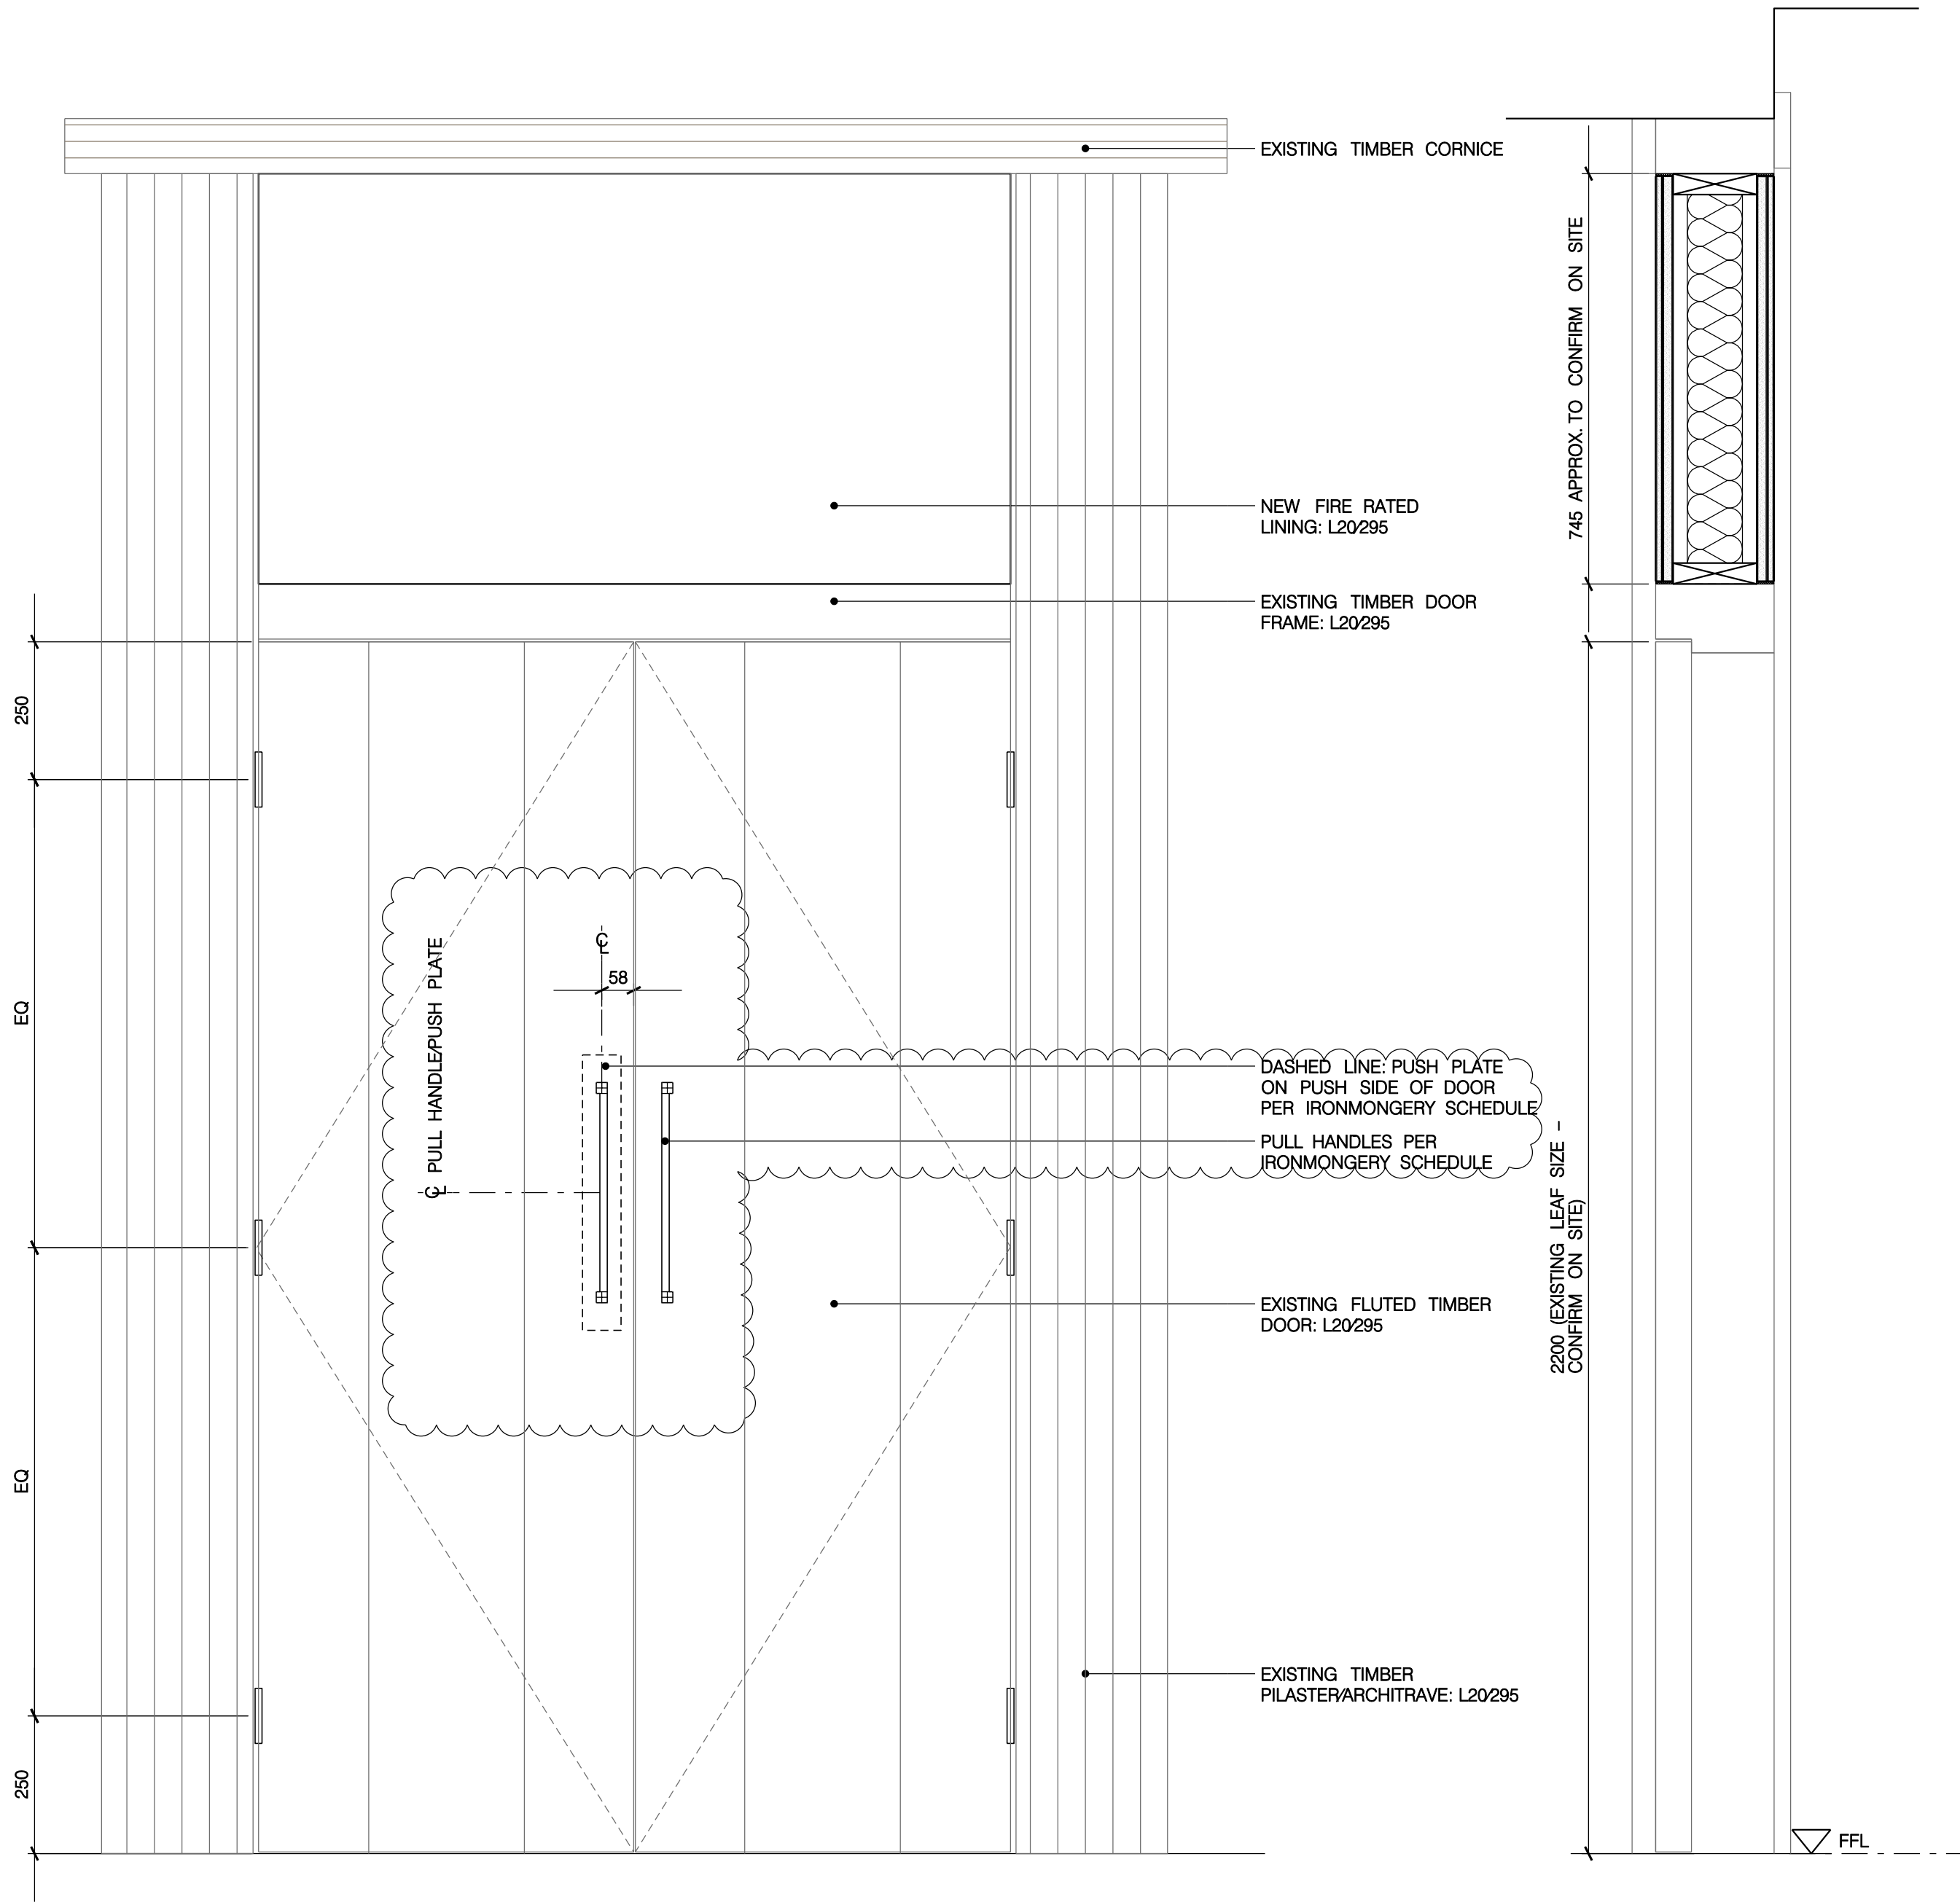 EXISTING TIMBER CORNICE
745 APPROX. TO CONFIRM ON SITE
NEW FIRE RATED
LINING: L20/295
EXISTING TIMBER DOOR
FRAME: L20/295
250
EQ
EQ
250
CL
58
CL PULL HANDLE/PUSH PLATE
DASHED LINE: PUSH PLATE
ON PUSH SIDE OF DOOR
PER IRONMONGERY SCHEDULE
PULL HANDLES PER
IRONMONGERY SCHEDULE
2200 (EXISTING LEAF SIZE -
CONFIRM ON SITE)
EXISTING FLUTED TIMBER
DOOR: L20/295
EXISTING TIMBER
PILASTER/ARCHITRAVE: L20/295
FFL